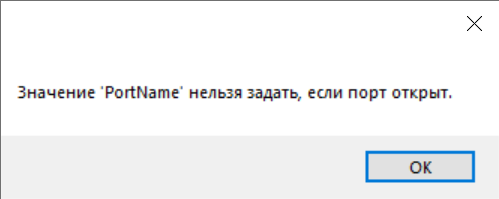 Значение 'PortName' нельзя задать, если порт открыт.
OK